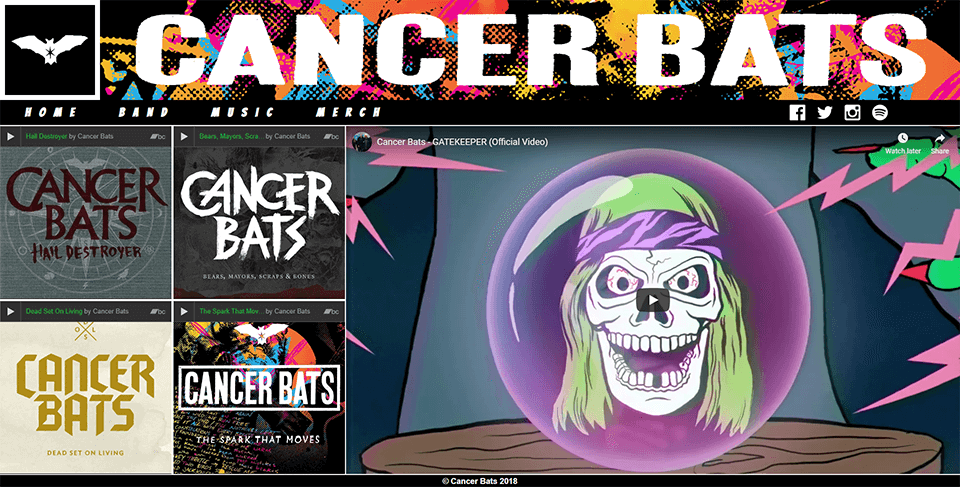 CANCER BATS
HOME BAND MUSIC MERCH
Hail Destroyer by Cancer Bats bc
CANCER
BATS
HAIL DESTROYER
Bears, Mayors, Scra... by Cancer Bats bc
CANCER
BATS
BEARS, MAYORS, SCRAPS & BONES
Cancer Bats - GATEKEEPER (Official Video)
Watch later Share
Dead Set On Living by Cancer Bats bc
O L
S
CANCER
BATS
DEAD SET ON LIVING
The Spark That Mov... by Cancer Bats bc
CANCER BATS
THE SPARK THAT MOVES
© Cancer Bats 2018